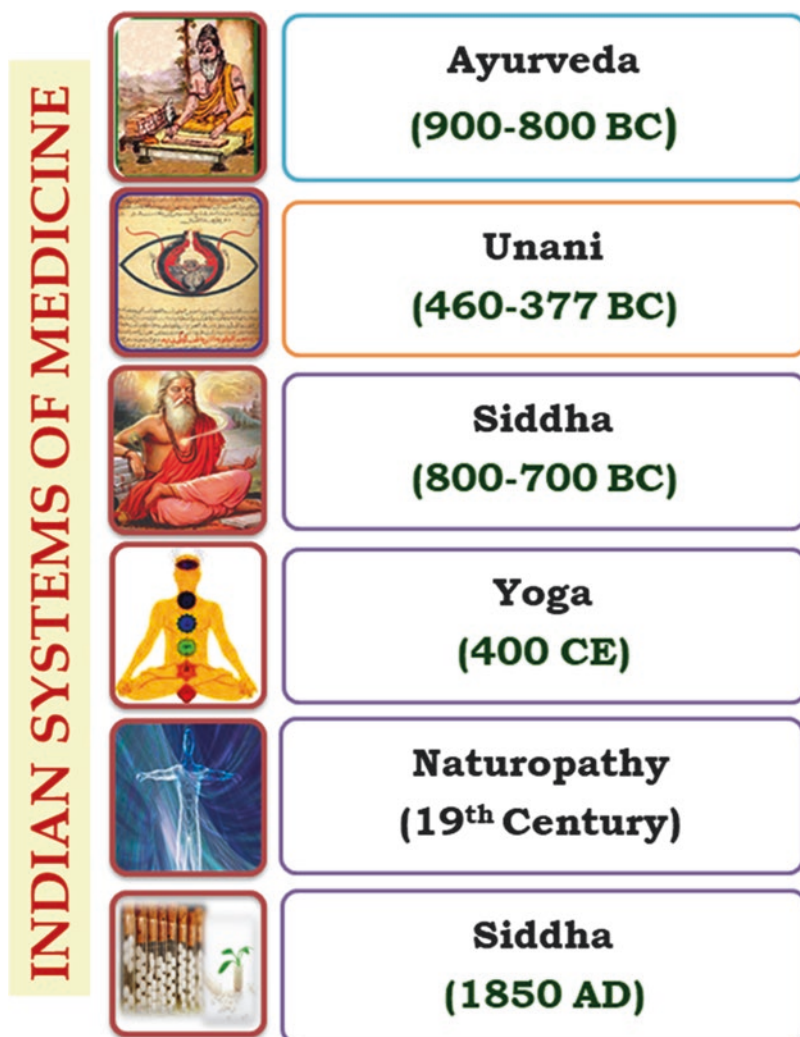 INDIAN SYSTEMS OF MEDICINE
Ayurveda
(900-800 BC)
Unani
(460-377 BC)
Siddha
(800-700 BC)
Yoga
(400 CE)
Naturopathy
(19th Century)
Siddha
(1850 AD)